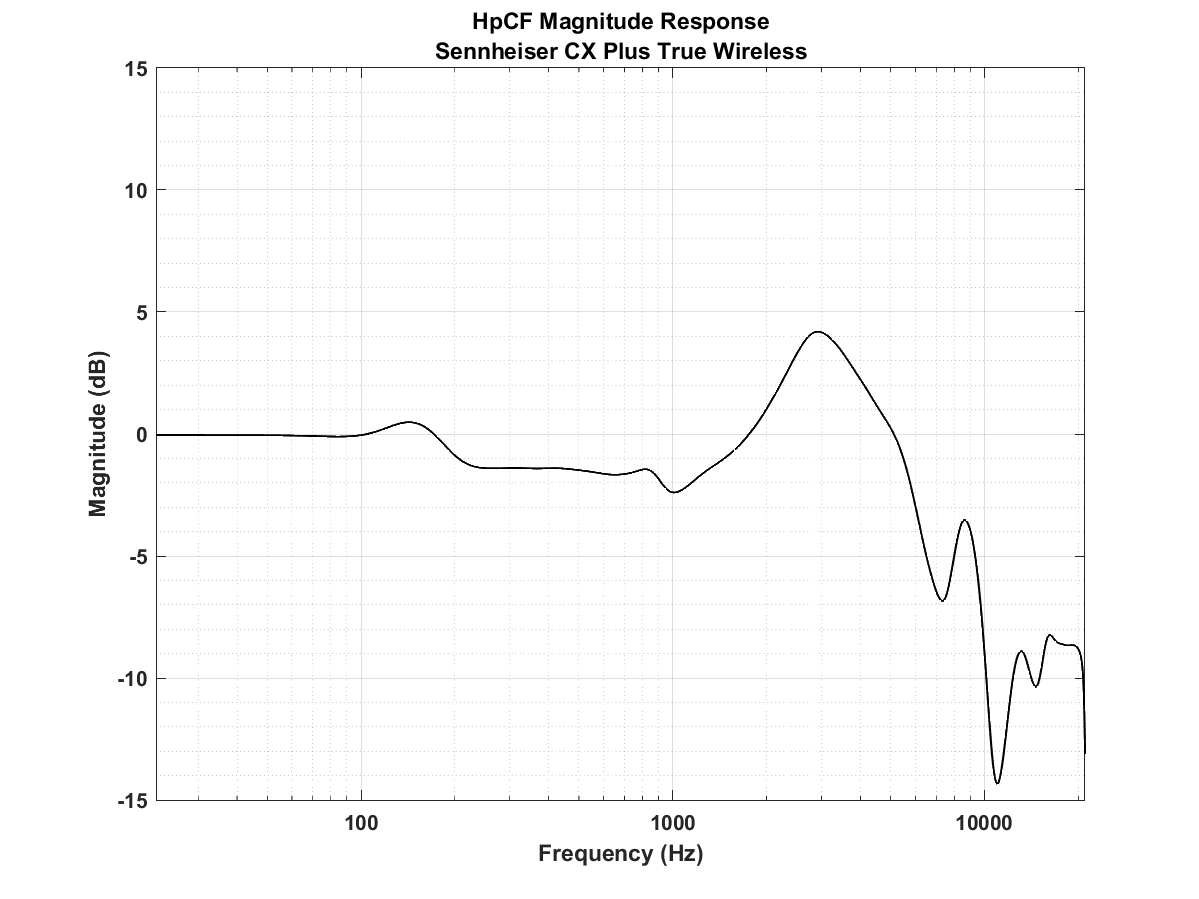 HpCF Magnitude Response
Sennheiser CX Plus True Wireless
15
10
5
0
-5
-10
-15
Magnitude (dB)
100
1000
10000
Frequency (Hz)